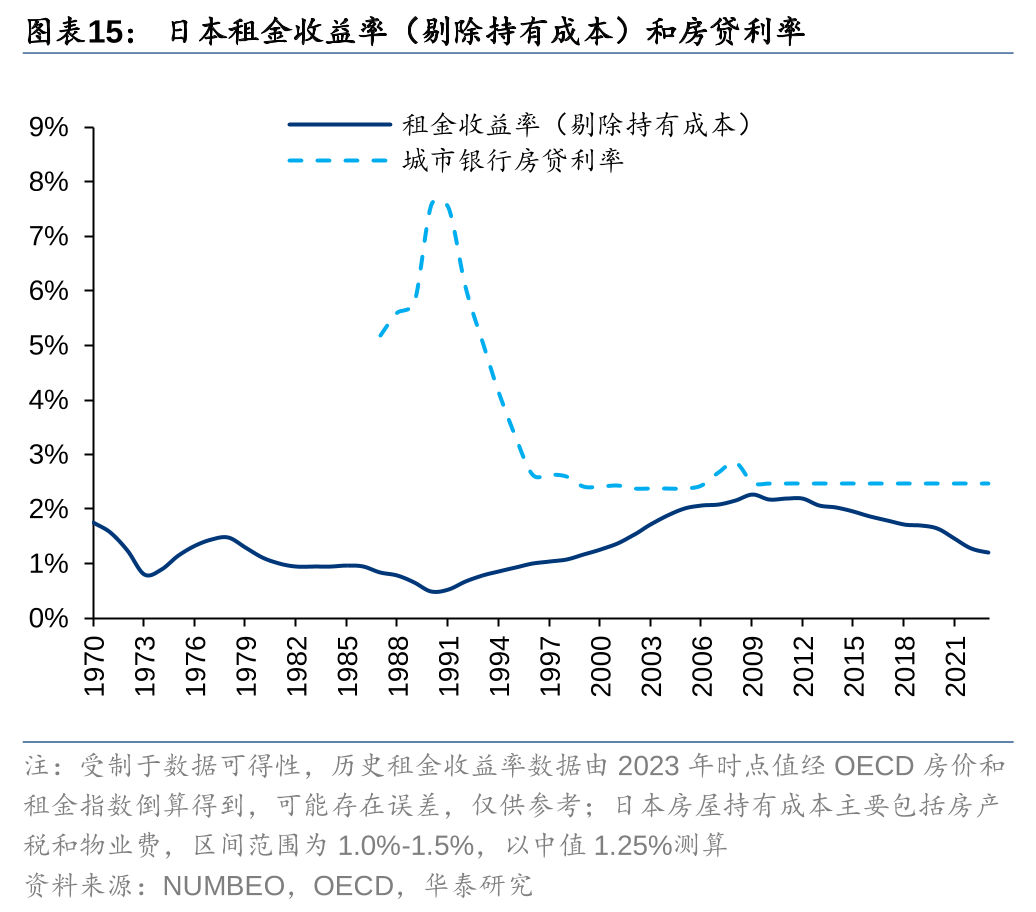 图表15： 日本租金收益率（剔除持有成本）和房贷利率
租金收益率（剔除持有成本）
城市银行房贷利率
9%
8%
7%
6%
5%
4%
3%
2%
1%
0%
1970 1973 1976 1979 1982 1985 1988 1991 1994 1997 2000 2003 2006 2009 2012 2015 2018 2021
注：受制于数据可得性，历史租金收益率数据由 2023 年时点值经 OECD 房价和
租金指数倒算得到，可能存在误差，仅供参考；日本房屋持有成本主要包括房产
税和物业费，区间范围为 1.0%-1.5%，以中值 1.25%测算
资料来源：NUMBEO，OECD，华泰研究